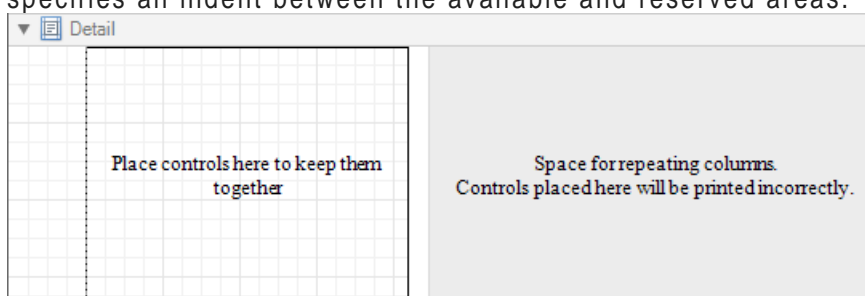 specifies an indent between the available and reserved areas.
Detail
Place controls here to keep them
together
Space for repeating columns.
Controls placed here will be printed incorrectly.